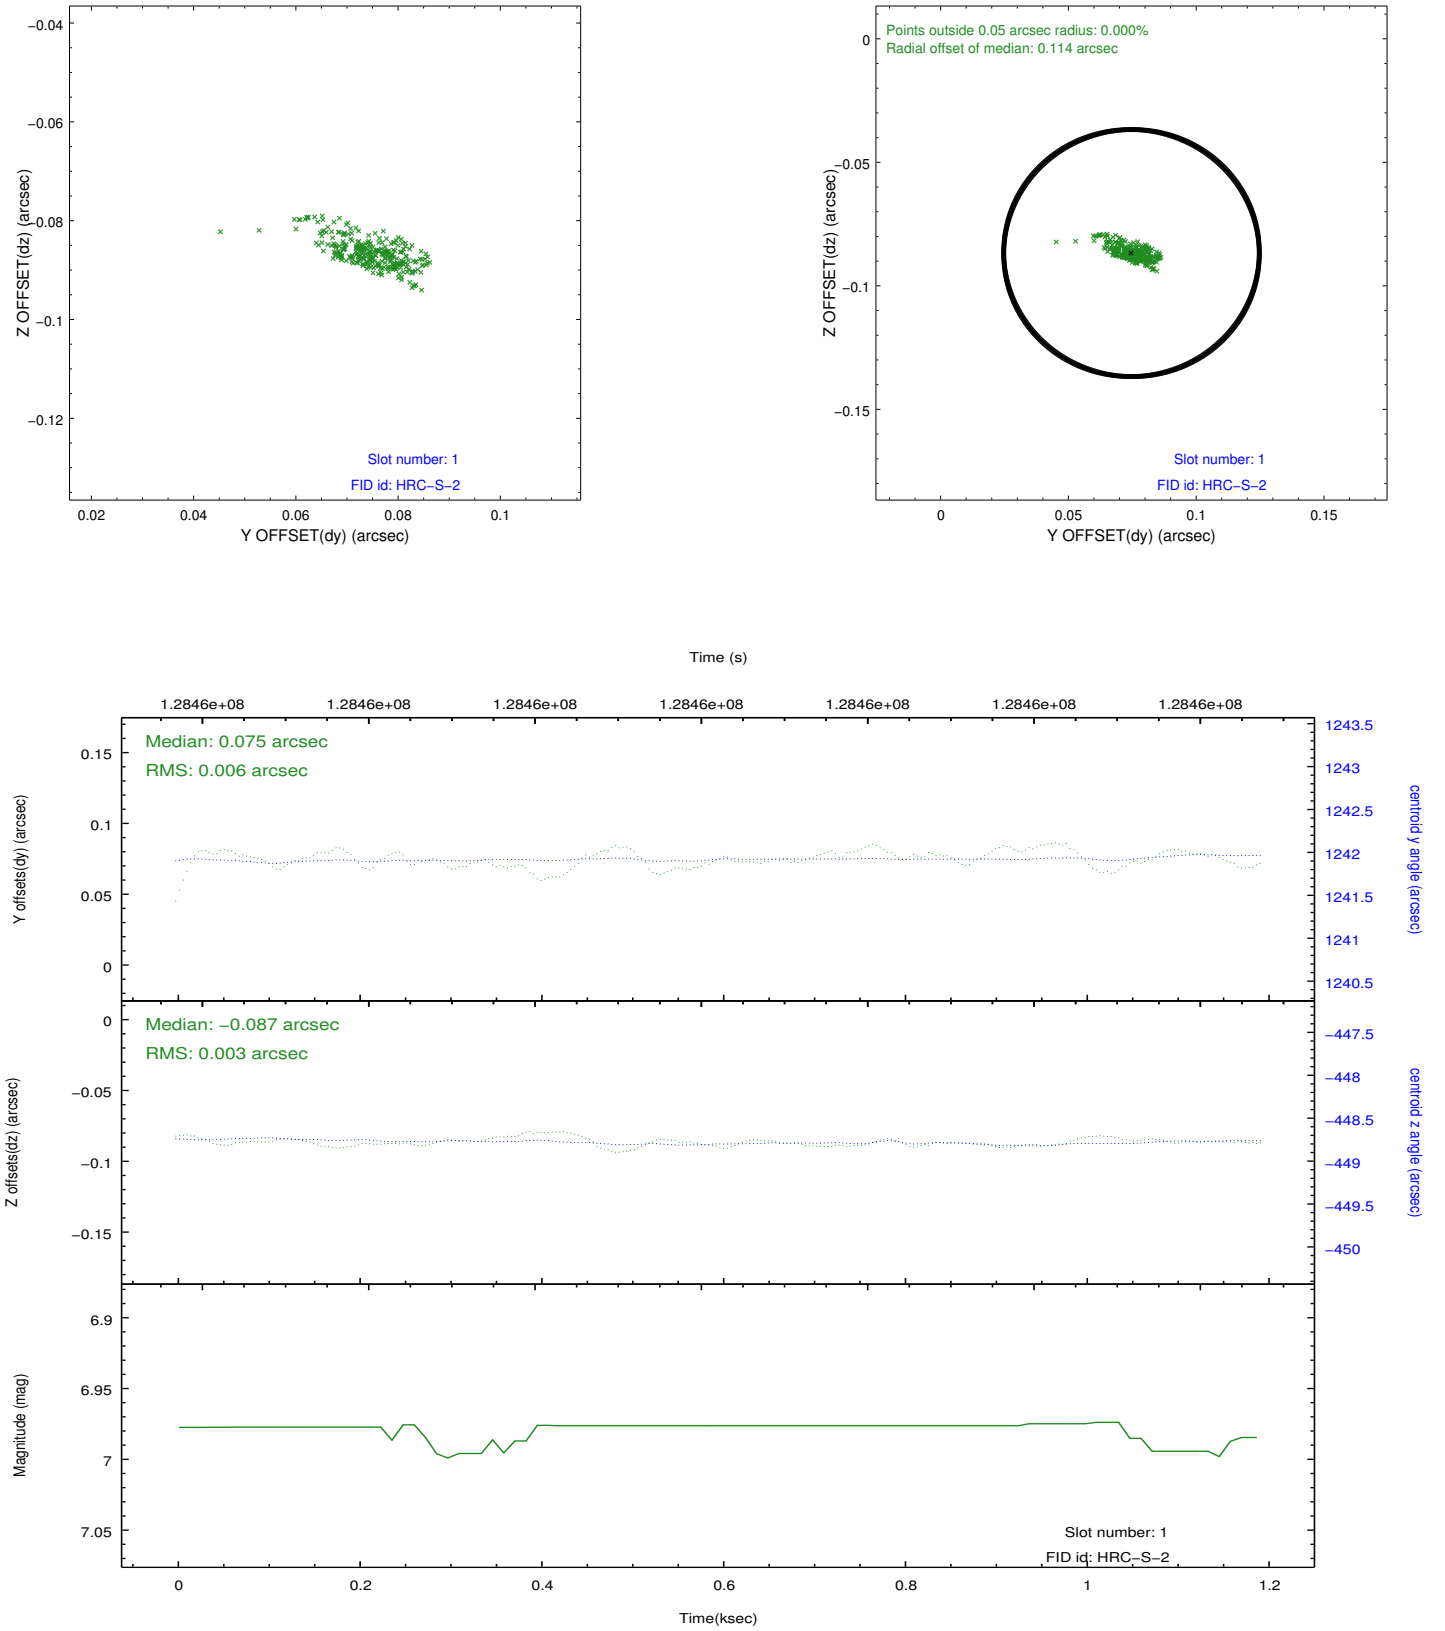 −0.04
−0.06
−0.08
−0.1
−0.12
Z OFFSET(dz) (arcsec)
Slot number: 1
FID id: HRC−S−2
0.02 0.04 0.06 0.08 0.1
Y OFFSET(dy) (arcsec)
Points outside 0.05 arcsec radius: 0.000%
Radial offset of median: 0.114 arcsec
0
−0.05
−0.1
−0.15
Z OFFSET(dz) (arcsec)
Slot number: 1
FID id: HRC−S−2
0 0.05 0.1 0.15
Y OFFSET(dy) (arcsec)
Time (s)
1.2846e+08 1.2846e+08 1.2846e+08 1.2846e+08 1.2846e+08 1.2846e+08 1.2846e+08
Median: 0.075 arcsec
RMS: 0.006 arcsec
0.15
0.1
0.05
0
Y offsets(dy) (arcsec)
1243.5
1243
1242.5
1242
1241.5
1241
1240.5
centroid y angle (arcsec)
Median: −0.087 arcsec
RMS: 0.003 arcsec
0
−0.05
−0.1
−0.15
Z offsets(dz) (arcsec)
−447.5
−448
−448.5
−449
−449.5
−450
centroid z angle (arcsec)
6.9
6.95
7
7.05
Magnitude (mag)
Slot number: 1
FID id: HRC−S−2
0 0.2 0.4 0.6 0.8 1 1.2
Time(ksec)